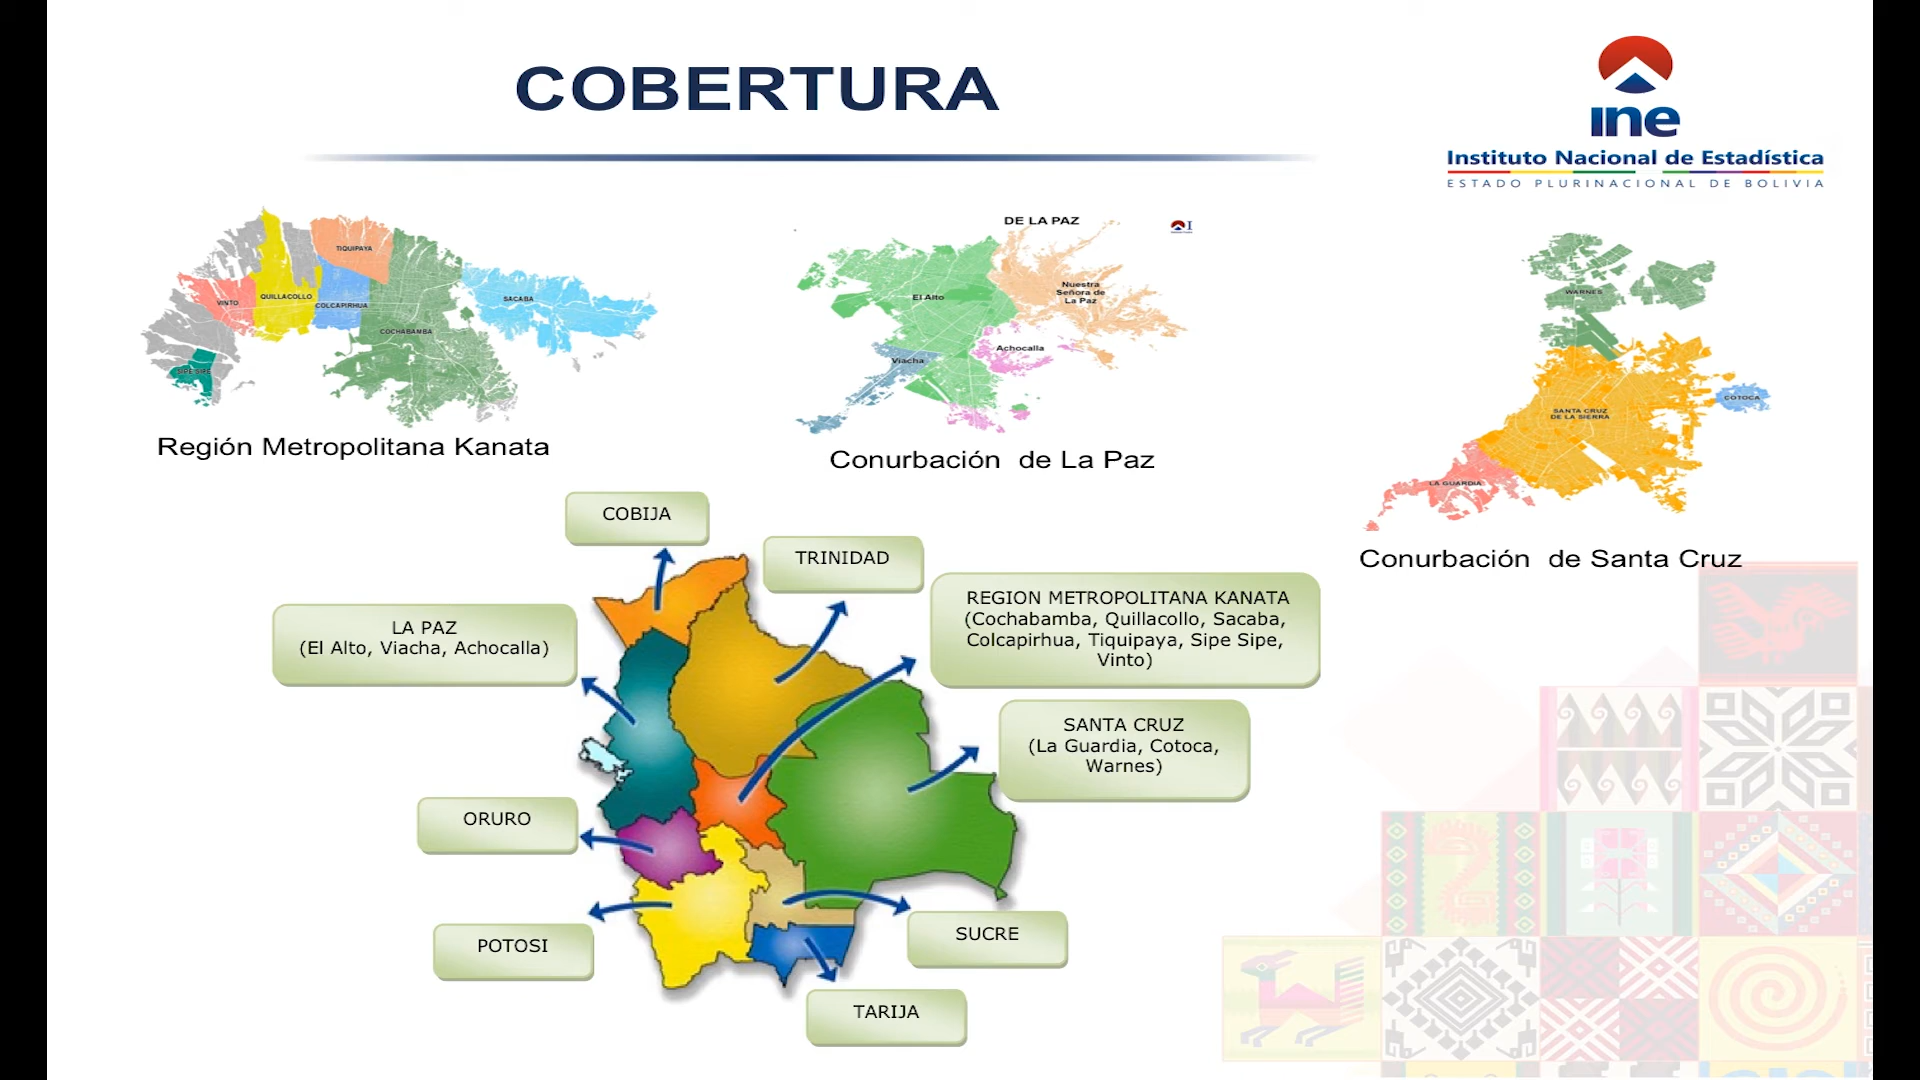 COBERTURA
ine
Instituto Nacional de Estadística
ESTADO PLURINACIONAL DE BOLIVIA
TIQUIPAYA
VINTO
QUILLACOLLO
COLCAPIRHUA
SACABA
COCHABAMBA
SIPE SIPE
Región Metropolitana Kanata
DE LA PAZ
El Alto
Nuestra
Señora de
La Paz
Achocalla
Viacha
Conurbación de La Paz
WARNES
COTOCA
SANTA CRUZ
DE LA SIERRA
LA GUARDIA
Conurbación de Santa Cruz
COBIJA
TRINIDAD
LA PAZ
(El Alto, Viacha, Achocalla)
REGION METROPOLITANA KANATA
(Cochabamba, Quillacollo, Sacaba,
Colcapirhua, Tiquipaya, Sipe Sipe,
Vinto)
SANTA CRUZ
(La Guardia, Cotoca,
Warnes)
ORURO
POTOSI
SUCRE
TARIJA